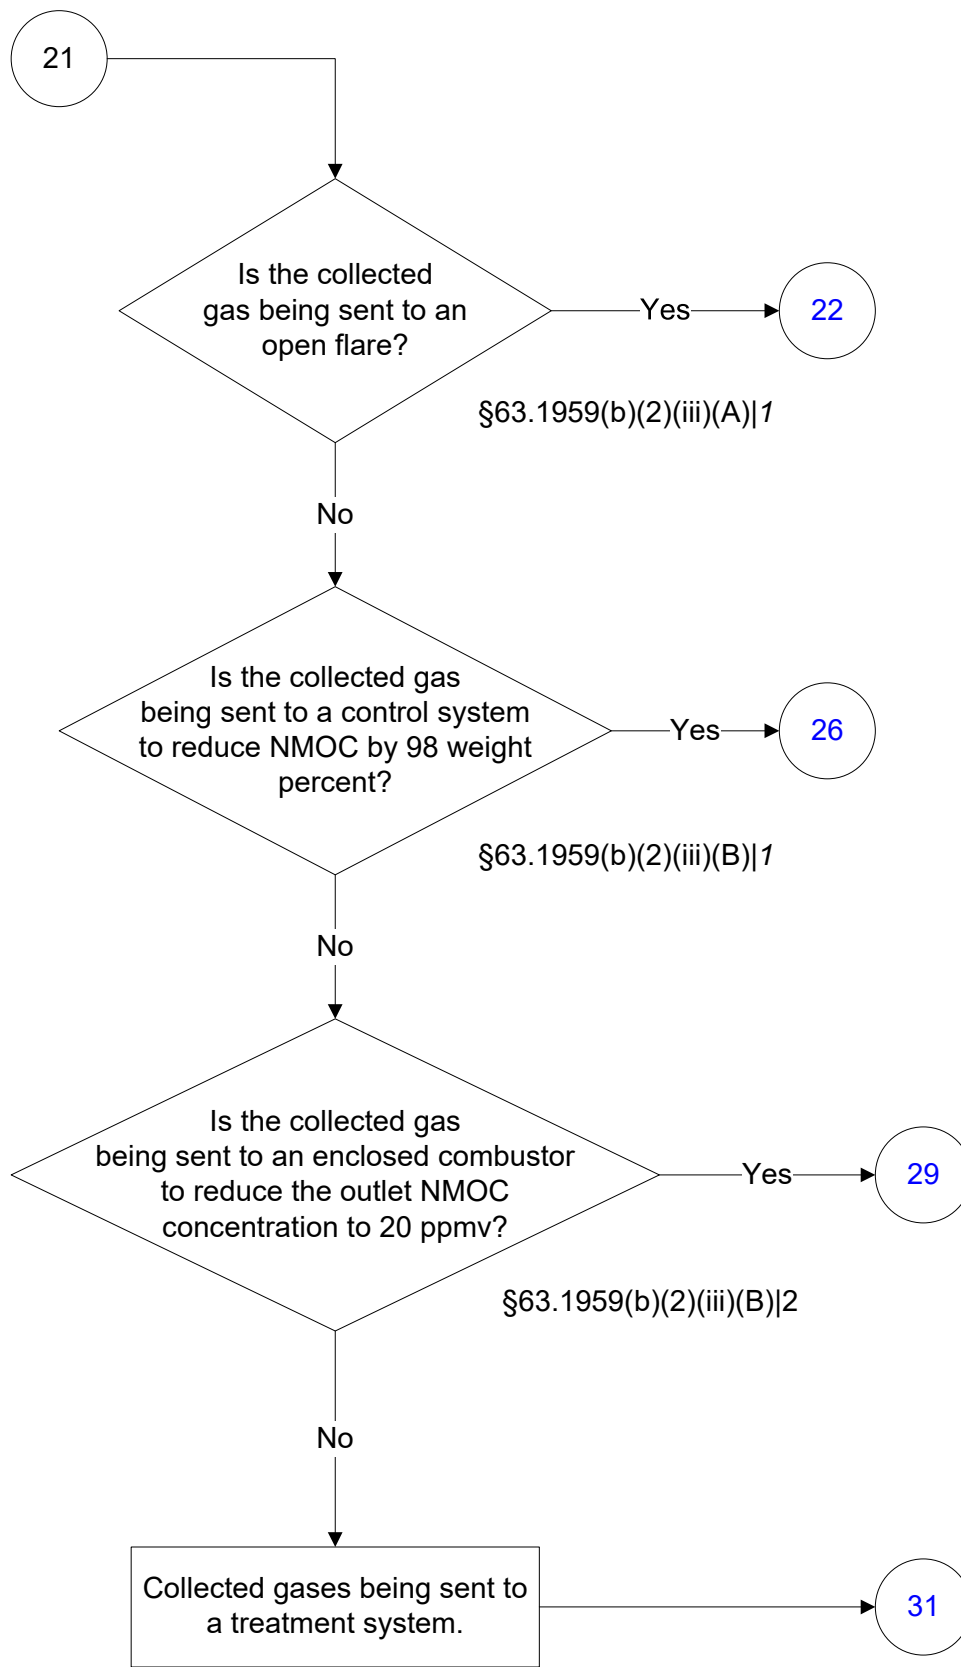 21
Is the collected
gas being sent to an
open flare?
Yes
22
§63.1959(b)(2)(iii)(A)|1
No
Is the collected gas
being sent to a control system
to reduce NMOC by 98 weight
percent?
Yes
26
§63.1959(b)(2)(iii)(B)|1
No
Is the collected gas
being sent to an enclosed combustor
to reduce the outlet NMOC
concentration to 20 ppmv?
Yes
29
§63.1959(b)(2)(iii)(B)|2
No
Collected gases being sent to
a treatment system.
31